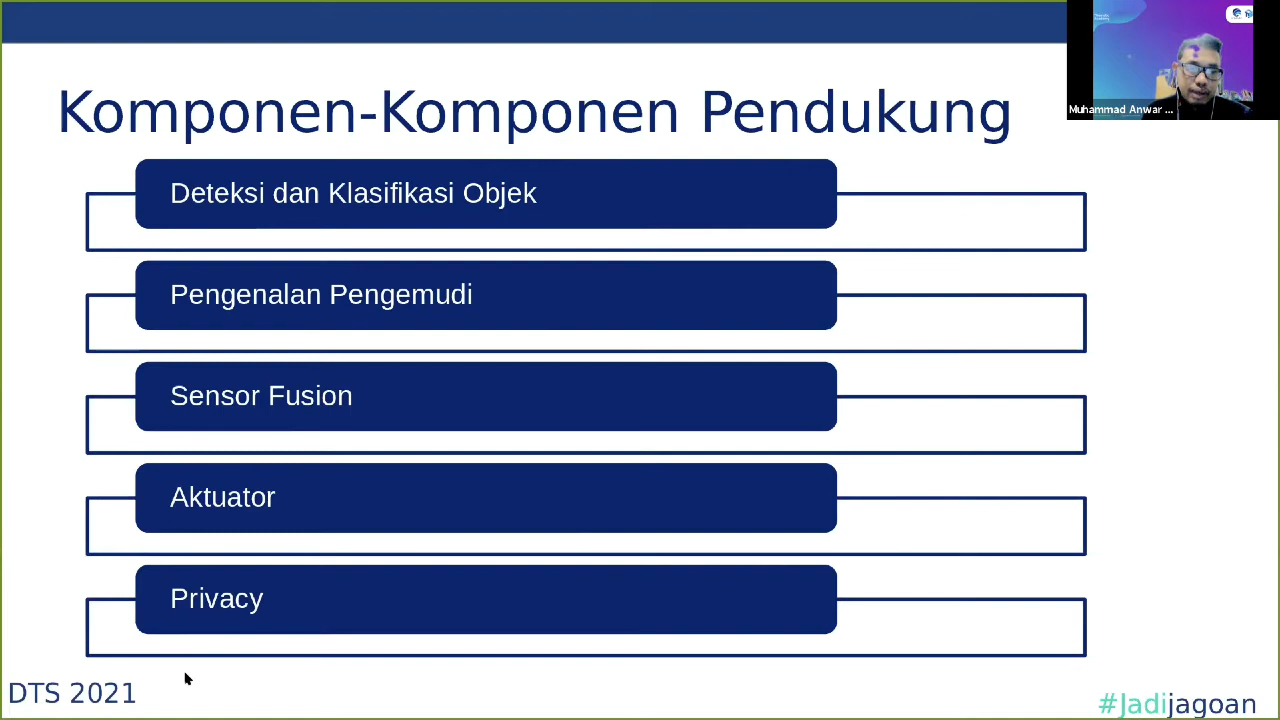 Komponen-Komponen Pendukung
Muhammad Anwar ...
Deteksi dan Klasifikasi Objek
Pengenalan Pengemudi
Sensor Fusion
Aktuator
Privacy
DTS 2021
#Jadijagoan